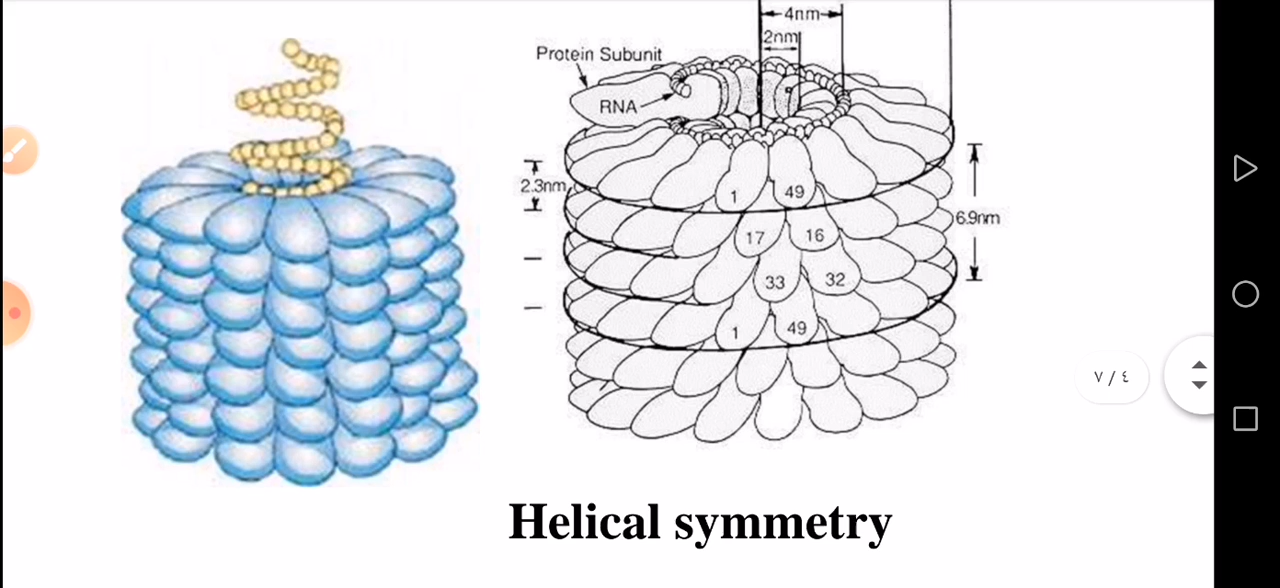 4nm
2nm
Protein Subunit
RNA
2.3nm
1
49
17
16
6.9nm
33
32
1
49
٧ / ٤
Helical symmetry